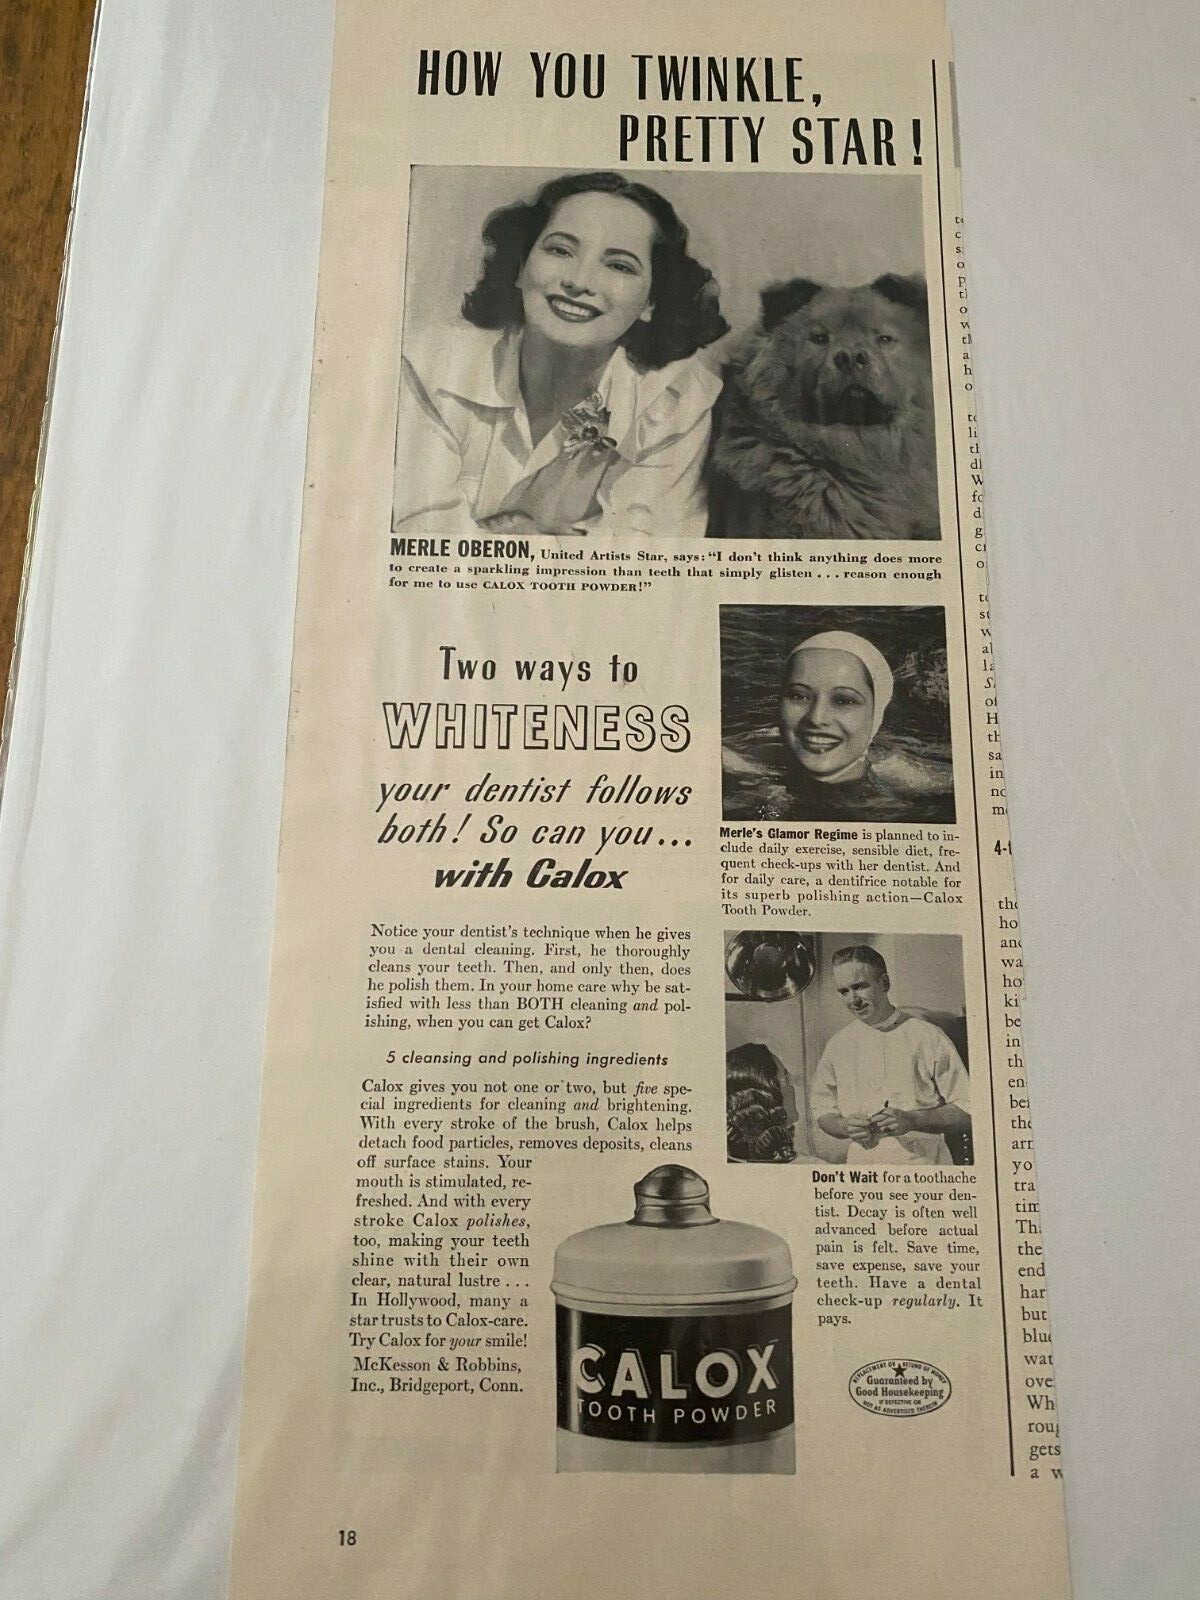 HOW YOU TWINKLE,
PRETTY STAR!
MERLE OBERON, United Artists Star, says: "I don't think anything does more
to create a sparkling impression than teeth that simply glisten . . . reason enough
for me to use CALOX TOOTH POWDER!"
Two ways to
WHITENESS
your dentist follows
both! So can you...
with Calox
Notice your dentist's technique when he gives
you a dental cleaning. First, he thoroughly
cleans your teeth. Then, and only then, does
he polish them. In your home care why be sat-
isfied with less than BOTH cleaning and pol-
ishing, when you can get Calox?
5 cleansing and polishing ingredients
Calox gives you not one or two, but five spe-
cial ingredients for cleaning and brightening.
With every stroke of the brush, Calox helps
detach food particles, removes deposits, cleans
off surface stains. Your
mouth is stimulated, re-
freshed. And with every
stroke Calox polishes,
too, making your teeth
shine with their own
clear, natural lustre . . .
In Hollywood, many a
star trusts to Calox-care.
Try Calox for your smile!
McKesson & Robbins,
Inc., Bridgeport, Conn.
Merle's Glamor Regime is planned to in-
clude daily exercise, sensible diet, fre-
quent check-ups with her dentist. And
for daily care, a dentifrice notable for
its superb polishing action—Calox
Tooth Powder.
Don't Wait for a toothache
before you see your den-
tist. Decay is often well
advanced before actual
pain is felt. Save time,
save expense, save your
teeth. Have a dental
check-up regularly. It
pays.
CALOX
TOOTH POWDER
REPLACEMENT OR REFUND OF MONEY
Guaranteed by
Good Housekeeping
IF DEFECTIVE OR
NOT AS ADVERTISED THEREIN
18